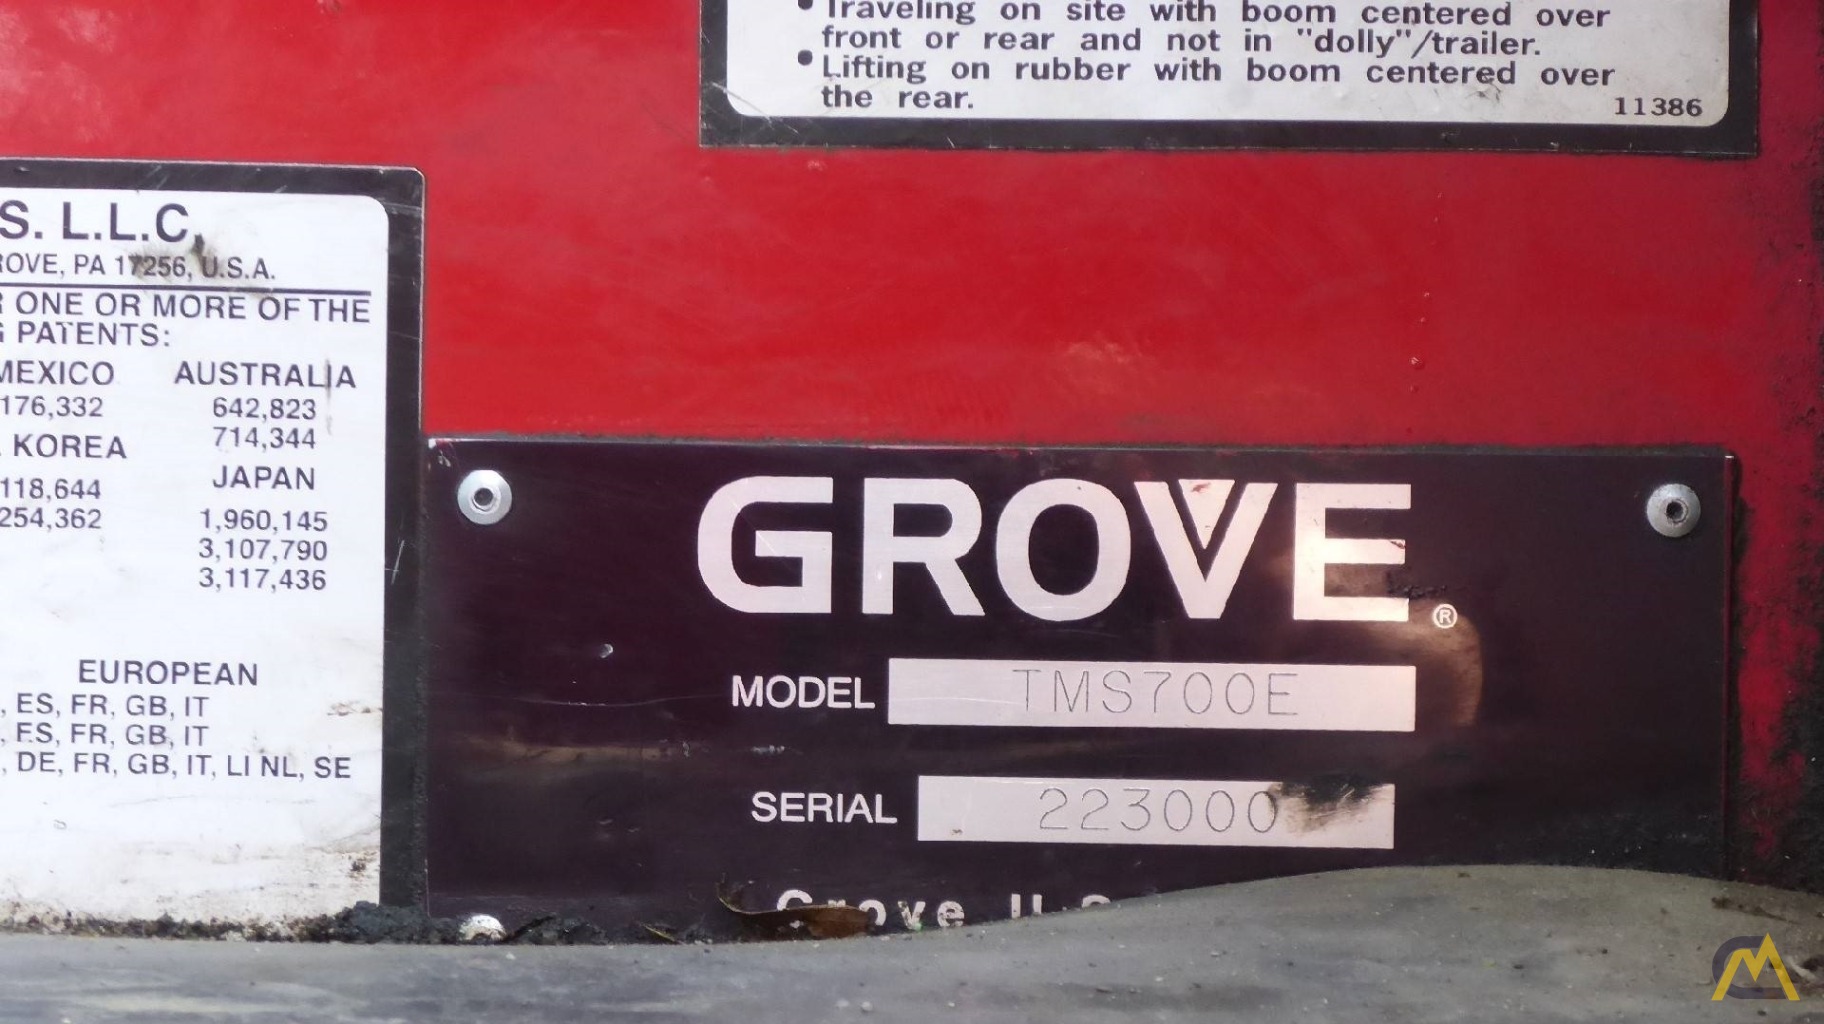 Traveling on site with boom centered over
front or rear and not in "dolly"/trailer.
• Lifting on rubber with boom centered over
the rear.
11386
S. L.L.C.
ROVE, PA 17256, U.S.A.
R ONE OR MORE OF THE
G PATENTS:
MEXICO
176,332
KOREA
118,644
254,362
AUSTRALIA
642,823
714,344
JAPAN
1,960,145
3,107,790
3,117,436
EUROPEAN
, ES, FR, GB, IT
, ES, FR, GB, IT
, DE, FR, GB, IT, LI NL, SE
GROVE®
MODEL TMS700E
SERIAL 223000
Grove U.S.